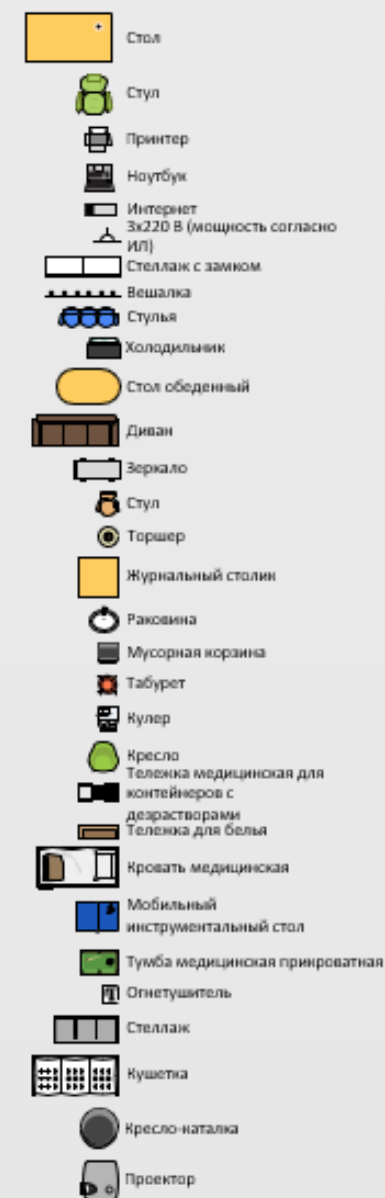 Стол
Стул
Принтер
Ноутбук
Интернет
3х220 В (мощность согласно
ИЛ)
Стеллаж с замком
Вешалка
Стулья
Холодильник
Стол обеденный
Диван
Зеркало
Стул
Торшер
Журнальный столик
Раковина
Мусорная корзина
Табурет
Кулер
Кресло
Тележка медицинская для
контейнеров с
дезрастворами
Тележка для белья
Кровать медицинская
Мобильный
инструментальный стол
Тумба медицинская прикроватная
Огнетушитель
Стеллаж
Кушетка
Кресло-каталка
Проектор